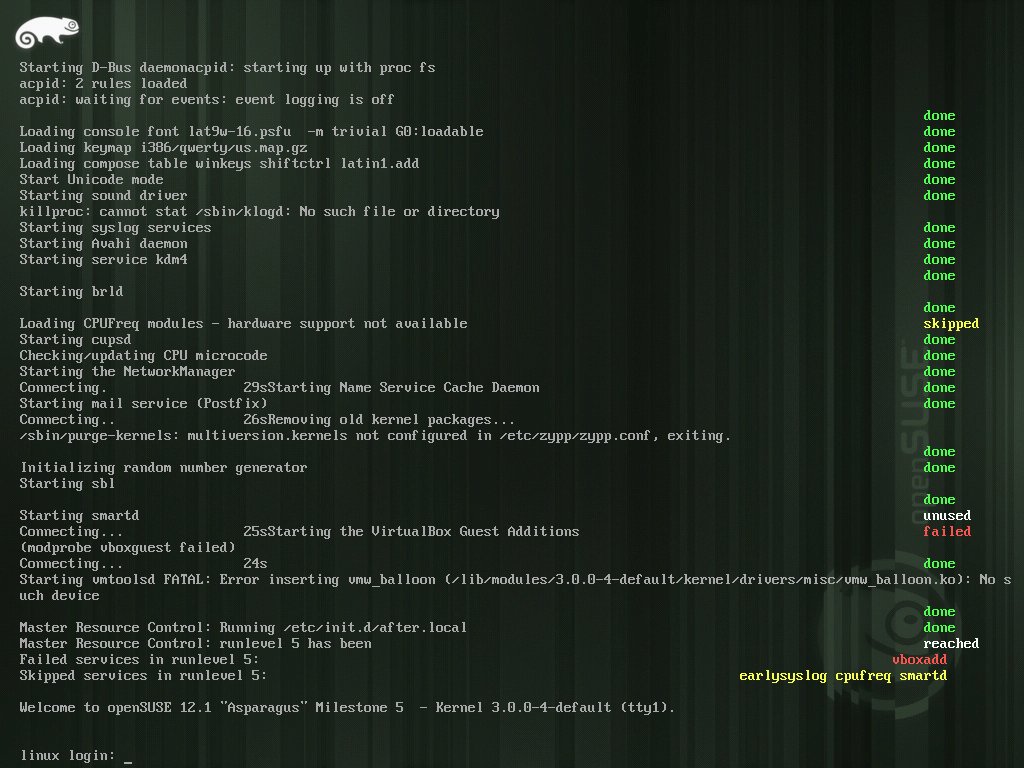 Starting D-Bus daemonacpid: starting up with proc fs
acpid: 2 rules loaded
acpid: waiting for events: event logging is off
done
Loading console font lat9w-16.psfu  -m trivial G0:loadable done
Loading keymap i386/qwerty/us.map.gz done
Loading compose table winkeys shiftctrl latin1.add done
Start Unicode mode done
Starting sound driver done
killproc: cannot stat /sbin/klogd: No such file or directory
Starting syslog services done
Starting Avahi daemon done
Starting service kdm4 done
done
Starting brld
done
Loading CPUFreq modules - hardware support not available skipped
Starting cupsd done
Checking/updating CPU microcode done
Starting the NetworkManager done
Connecting. 29sStarting Name Service Cache Daemon done
Starting mail service (Postfix) done
Connecting.. 26sRemoving old kernel packages...
/sbin/purge-kernels: multiversion.kernels not configured in /etc/zypp/zypp.conf, exiting.
done
Initializing random number generator done
Starting sbl
done
Starting smartd unused
Connecting... 25sStarting the VirtualBox Guest Additions failed
(modprobe vboxguest failed)
Connecting... 24s done
Starting vmtoolsd FATAL: Error inserting vmw_balloon (/lib/modules/3.0.0-4-default/kernel/drivers/misc/vmw_balloon.ko): No s
uch device
done
Master Resource Control: Running /etc/init.d/after.local done
Master Resource Control: runlevel 5 has been reached
Failed services in runlevel 5: vboxadd
Skipped services in runlevel 5: earlysyslog cpufreq smartd
Welcome to openSUSE 12.1 "Asparagus" Milestone 5  - Kernel 3.0.0-4-default (tty1).
linux login: _
openSUSE